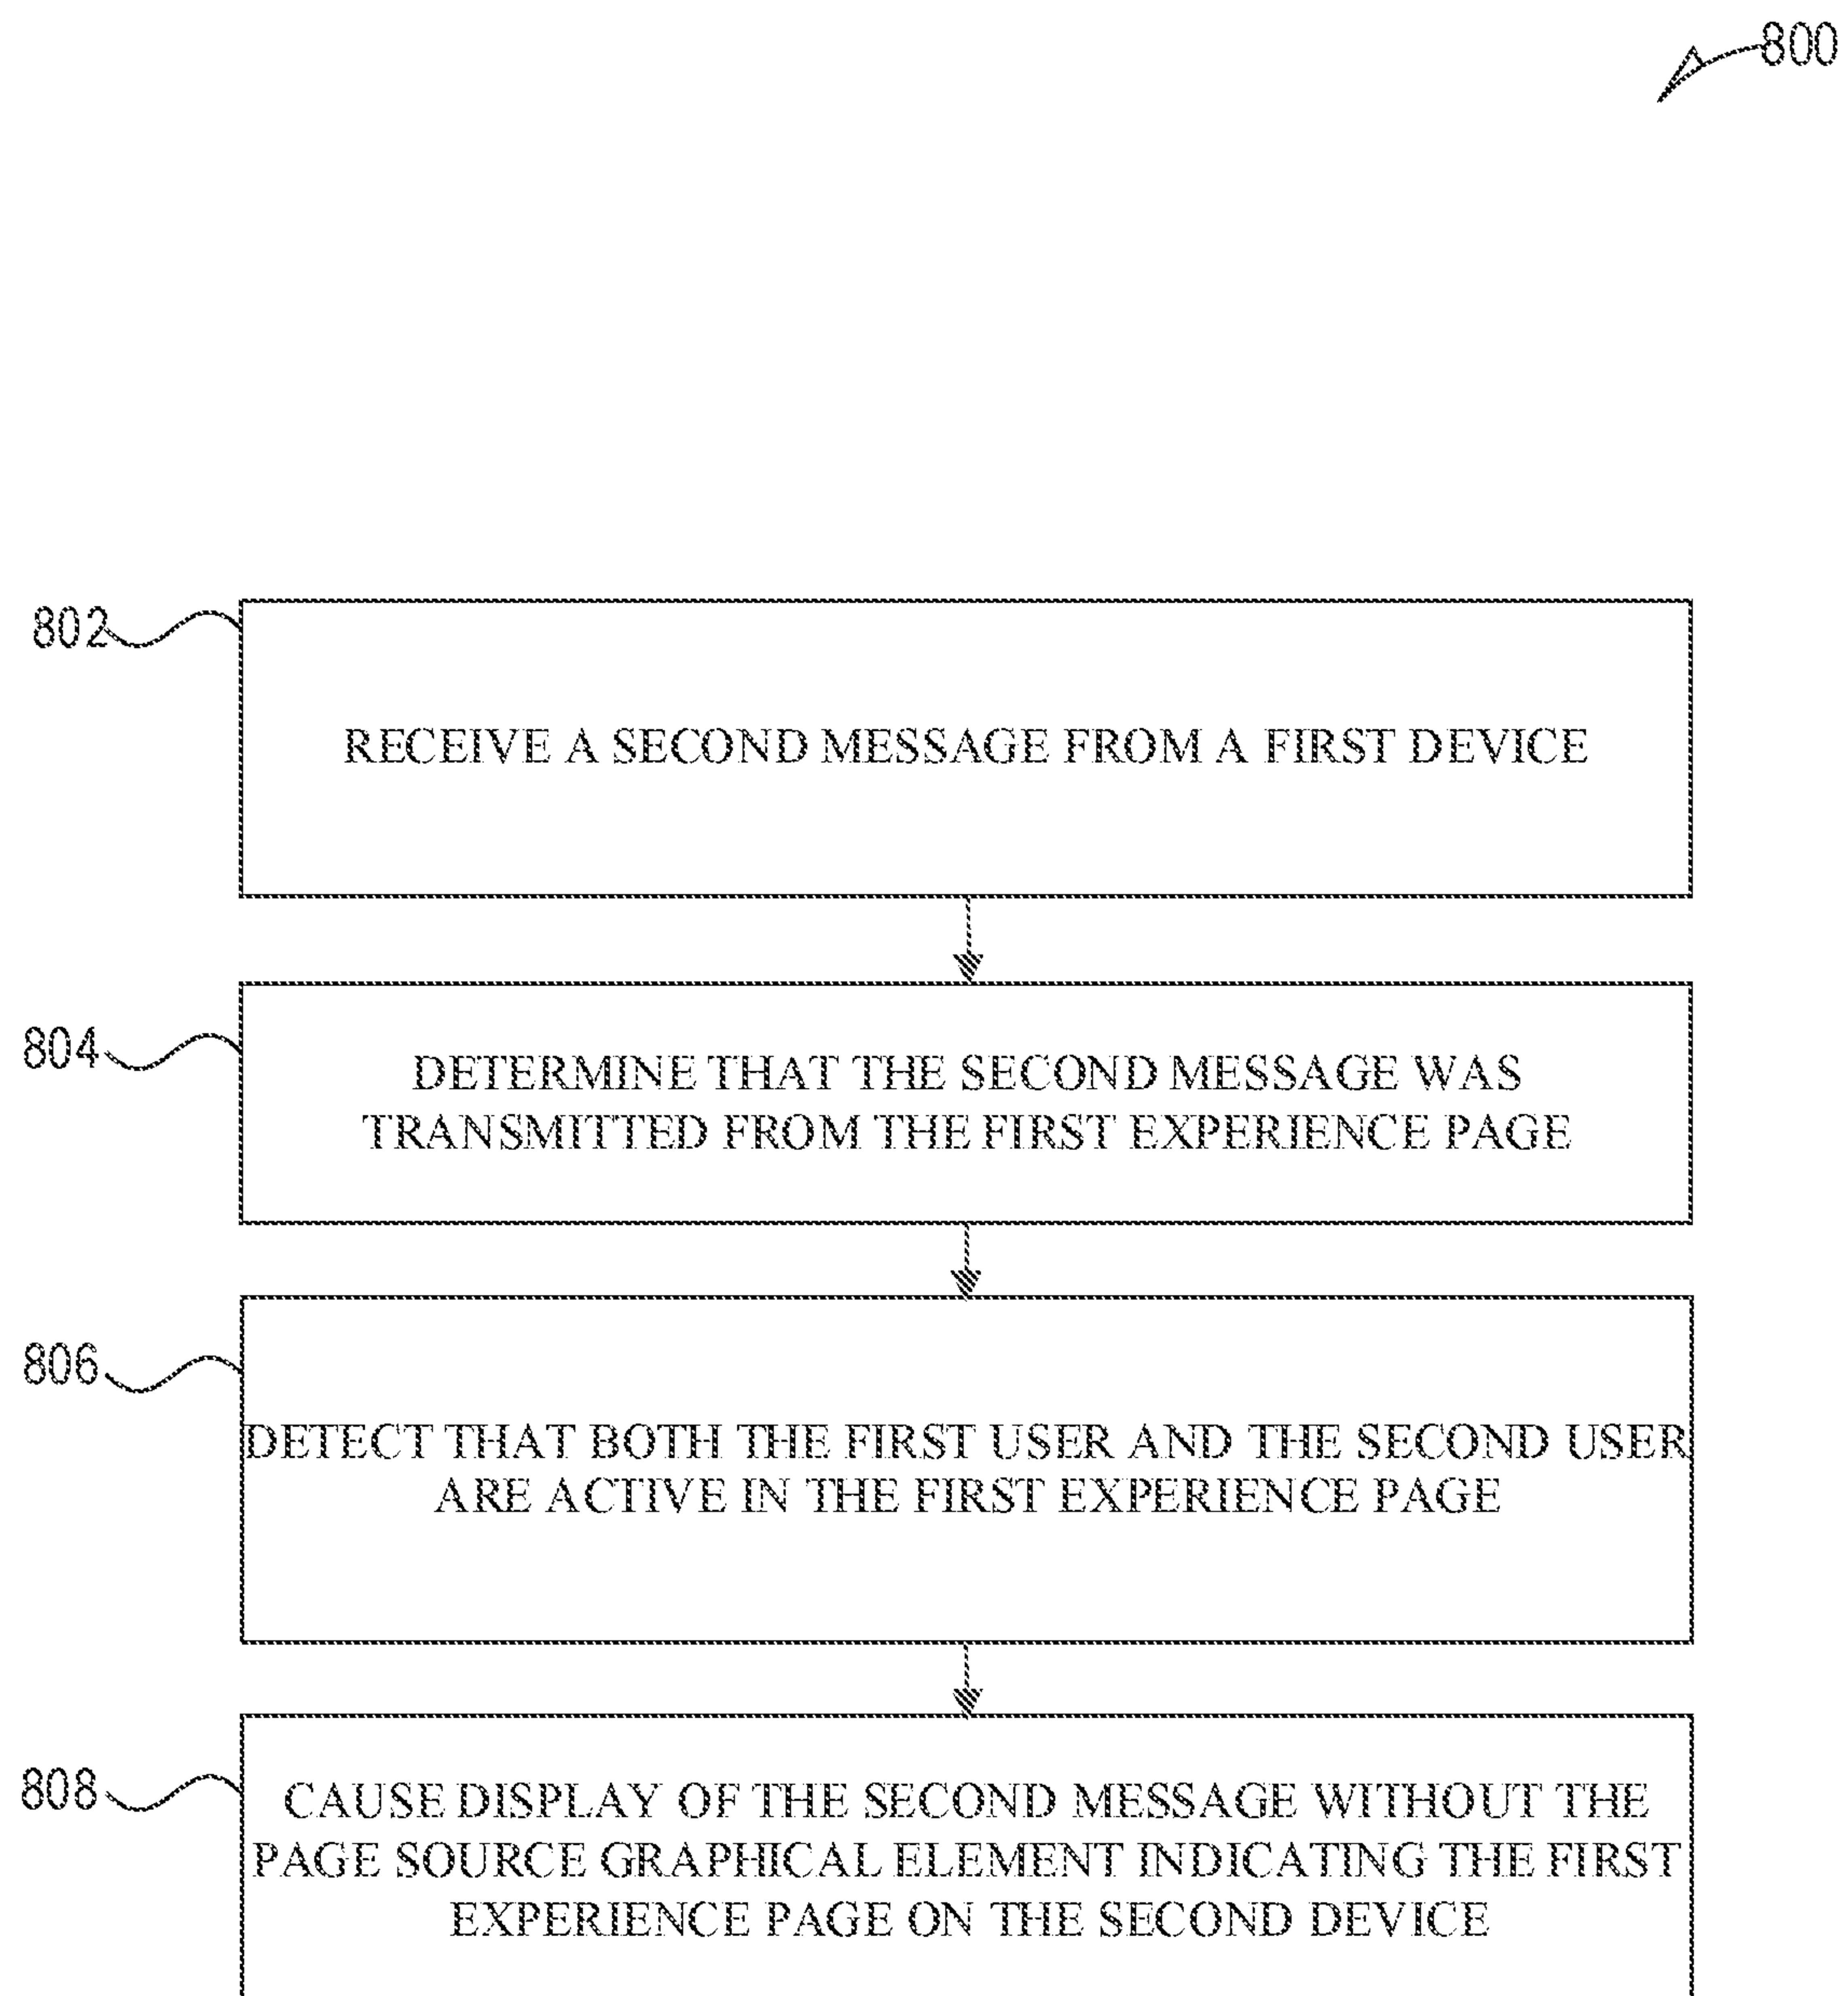 800
802
RECEIVE A SECOND MESSAGE FROM A FIRST DEVICE
804
DETERMINE THAT THE SECOND MESSAGE WAS
TRANSMITTED FROM THE FIRST EXPERIENCE PAGE
806
DETECT THAT BOTH THE FIRST USER AND THE SECOND USER
ARE ACTIVE IN THE FIRST EXPERIENCE PAGE
808
CAUSE DISPLAY OF THE SECOND MESSAGE WITHOUT THE
PAGE SOURCE GRAPHICAL ELEMENT INDICATING THE FIRST
EXPERIENCE PAGE ON THE SECOND DEVICE